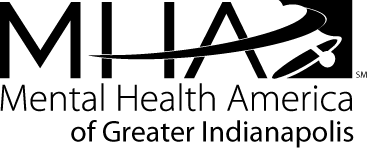 MHA
SM
Mental Health America
of Greater Indianapolis